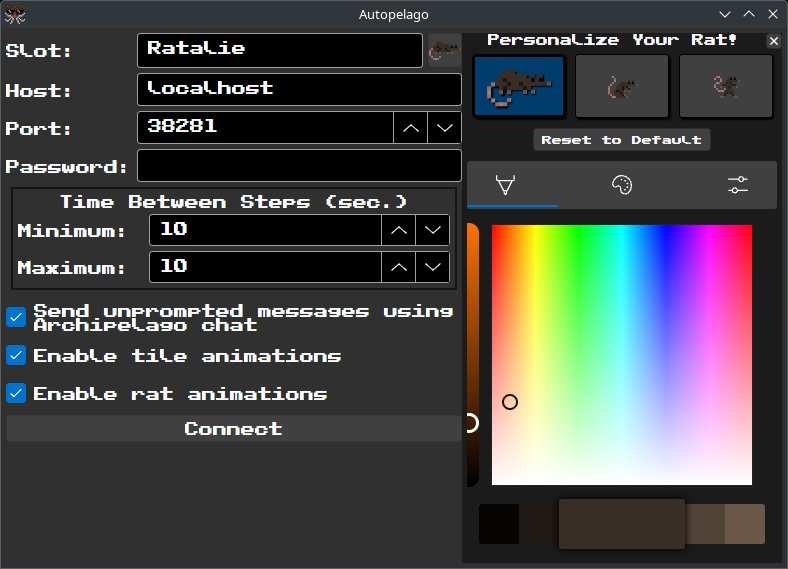 Autopelago
Slot:
Ratalie
Personalize Your Rat!
Host:
localhost
Port:
38281
Password:
Reset to Default
Time Between Steps (sec.)
Minimum:
10
Maximum:
10
Send unprompted messages using
Archipelago chat
Enable tile animations
Enable rat animations
Connect